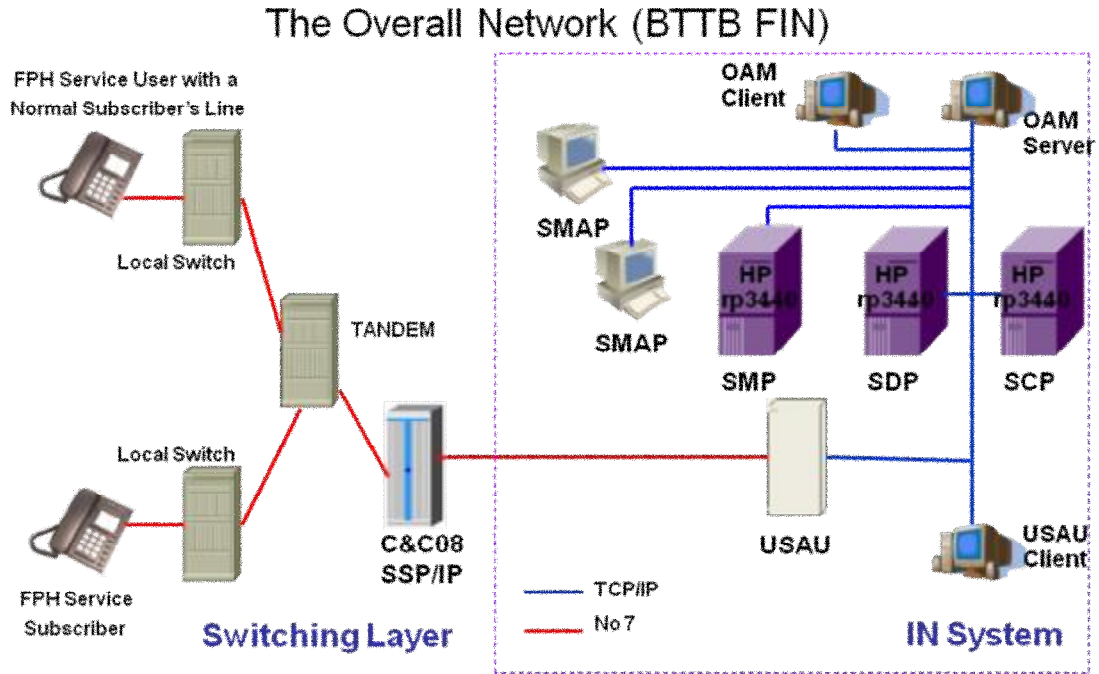 The Overall Network (BTTB FIN)
FPH Service User with a
Normal Subscriber's Line
Local Switch
TANDEM
Local Switch
FPH Service
Subscriber
C&C08
SSP/IP
Switching Layer
OAM
Client
OAM
Server
SMAP
SMAP
HP
rp3440
SMP
HP
rp3440
SDP
HP
rp3440
SCP
USAU
USAU
Client
TCP/IP
No 7
IN System